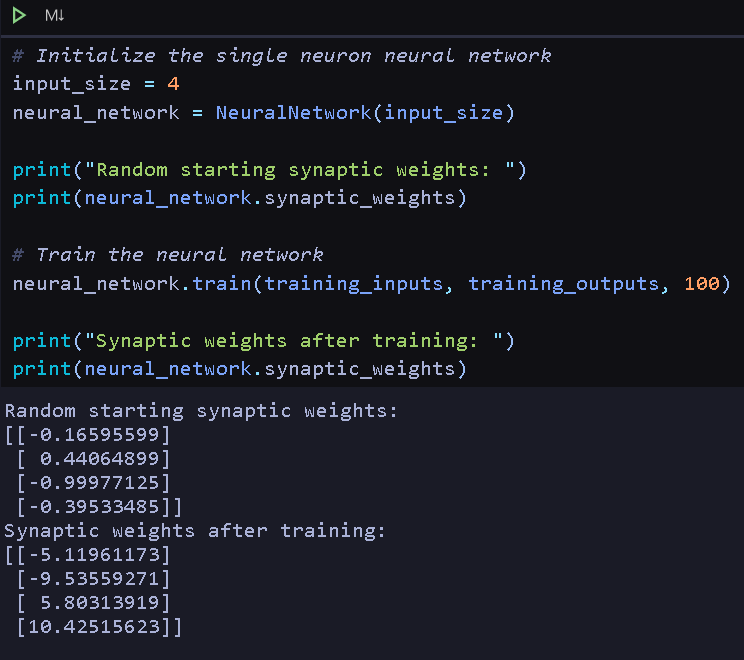 M↓
# Initialize the single neuron neural network
input_size = 4
neural_network = NeuralNetwork(input_size)
print("Random starting synaptic weights: ")
print(neural_network.synaptic_weights)
# Train the neural network
neural_network.train(training_inputs, training_outputs, 100)
print("Synaptic weights after training: ")
print(neural_network.synaptic_weights)
Random starting synaptic weights:
[[-0.16595599]
 [ 0.44064899]
 [-0.99977125]
 [-0.39533485]]
Synaptic weights after training:
[[-5.11961173]
 [-9.53559271]
 [ 5.80313919]
 [10.42515623]]